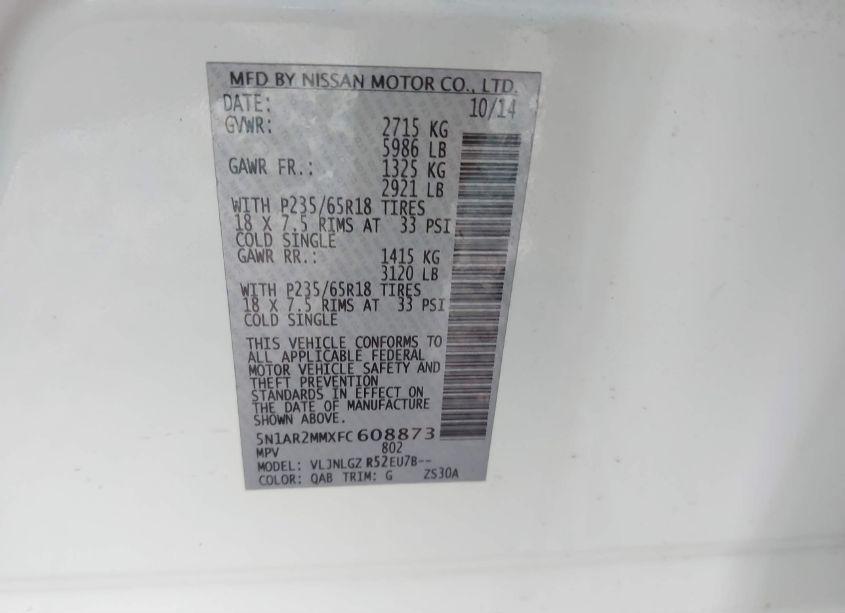 MFD BY NISSAN MOTOR CO., LTD.
DATE: 10/14
GVWR: 2715 KG
5986 LB
GAWR FR.: 1325 KG
2921 LB
WITH P235/65R18 TIRES
18 X 7.5 RIMS AT 33 PSI
COLD SINGLE
GAWR RR.: 1415 KG
3120 LB
WITH P235/65R18 TIRES
18 X 7.5 RIMS AT 33 PSI
COLD SINGLE
THIS VEHICLE CONFORMS TO
ALL APPLICABLE FEDERAL
MOTOR VEHICLE SAFETY AND
THEFT PREVENTION
STANDARDS IN EFFECT ON
THE DATE OF MANUFACTURE
SHOWN ABOVE.
5N1AR2MMXFC608873
MPV 802
MODEL: VLJNLGZ R52EU7B--
COLOR: QAB TRIM: G ZS30A